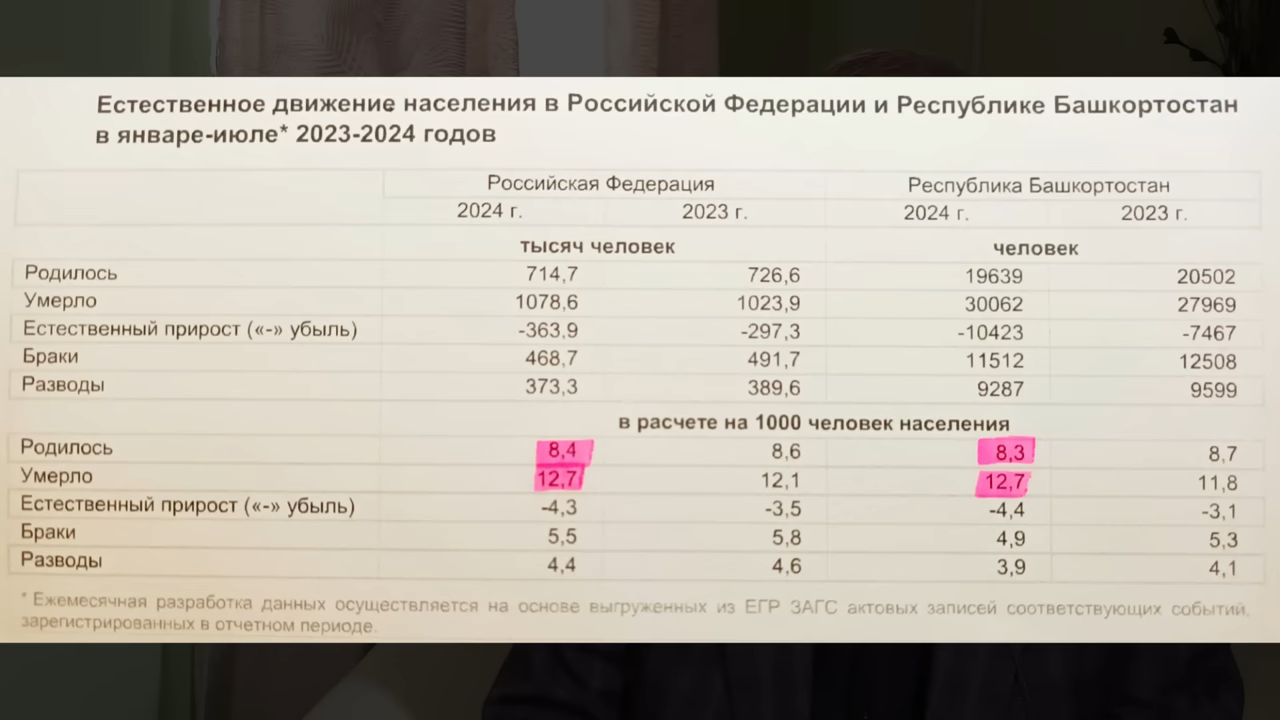 Естественное движение населения в Российской Федерации и Республике Башкортостан
в январе-июле* 2023-2024 годов
Российская Федерация Республика Башкортостан
2024 г. 2023 г. 2024 г. 2023 г.
тысяч человек человек
Родилось 714,7 726,6 19639 20502
Умерло 1078,6 1023,9 30062 27969
Естественный прирост («-» убыль) -363,9 -297,3 -10423 -7467
Браки 468,7 491,7 11512 12508
Разводы 373,3 389,6 9287 9599
в расчете на 1000 человек населения
Родилось 8,4 8,6 8,3 8,7
Умерло 12,7 12,1 12,7 11,8
Естественный прирост («-» убыль) -4,3 -3,5 -4,4 -3,1
Браки 5,5 5,8 4,9 5,3
Разводы 4,4 4,6 3,9 4,1
* Ежемесячная разработка данных осуществляется на основе выгруженных из ЕГР ЗАГС актовых записей соответствующих событий,
зарегистрированных в отчетном периоде.